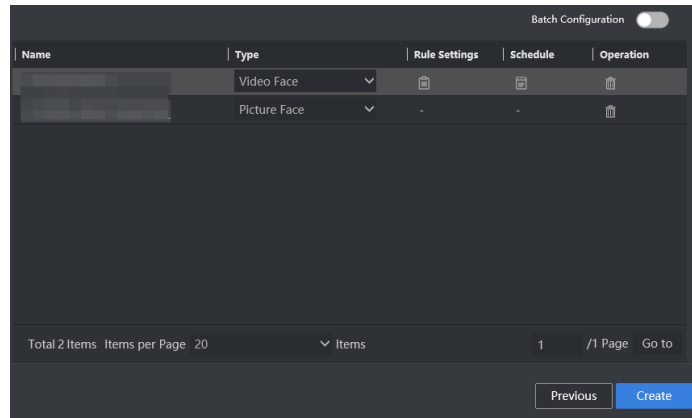 Batch Configuration
Name Type Rule Settings Schedule Operation
Video Face
Picture Face - -
Total 2 Items Items per Page 20 Items 1 /1 Page Go to
Previous Create